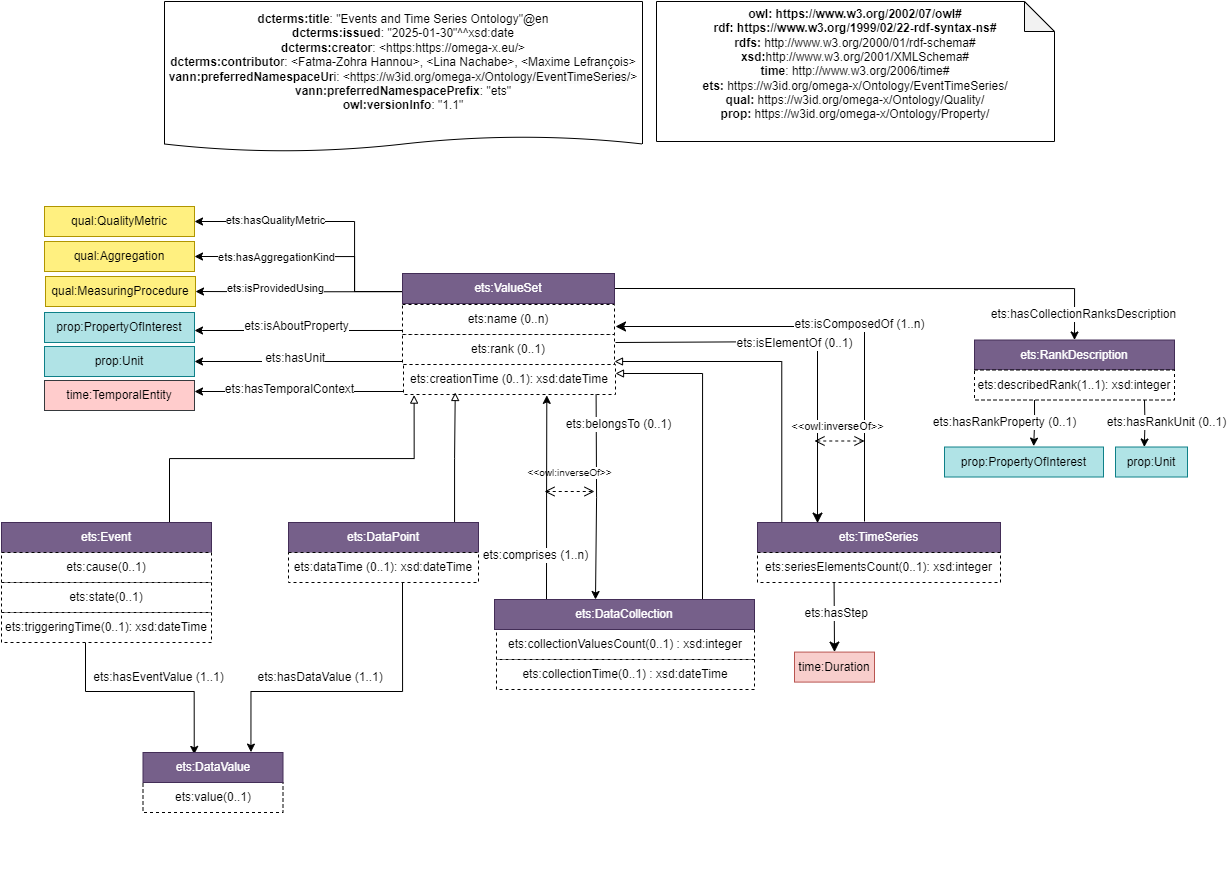 dcterms:title: "Events and Time Series Ontology"@en
dcterms:issued: "2025-01-30"^^xsd:date
dcterms:creator: <https:https://omega-x.eu/>
dcterms:contributor: <Fatma-Zohra Hannou>, <Lina Nachabe>, <Maxime Lefrançois>
vann:preferredNamespaceUri: <https://w3id.org/omega-x/Ontology/EventTimeSeries/>
vann:preferredNamespacePrefix: "ets"
owl:versionInfo: "1.1"
owl: https://www.w3.org/2002/07/owl#
rdf: https://www.w3.org/1999/02/22-rdf-syntax-ns#
rdfs: http://www.w3.org/2000/01/rdf-schema#
xsd:http://www.w3.org/2001/XMLSchema#
time: http://www.w3.org/2006/time#
ets: https://w3id.org/omega-x/Ontology/EventTimeSeries/
qual: https://w3id.org/omega-x/Ontology/Quality/
prop: https://w3id.org/omega-x/Ontology/Property/
qual:QualityMetric
ets:hasQualityMetric
qual:Aggregation
ets:hasAggregationKind
qual:MeasuringProcedure
ets:isProvidedUsing
prop:PropertyOfInterest
ets:isAboutProperty
prop:Unit
ets:hasUnit
time:TemporalEntity
ets:hasTemporalContext
ets:ValueSet
ets:name (0..n)
ets:rank (0..1)
ets:creationTime (0..1): xsd:dateTime
ets:isComposedOf (1..n)
ets:isElementOf (0..1)
ets:hasCollectionRanksDescription
ets:RankDescription
ets:describedRank(1..1): xsd:integer
ets:hasRankProperty (0..1)
ets:hasRankUnit (0..1)
prop:PropertyOfInterest
prop:Unit
ets:belongsTo (0..1)
<<owl:inverseOf>>
<<owl:inverseOf>>
ets:comprises (1..n)
ets:Event
ets:cause(0..1)
ets:state(0..1)
ets:triggeringTime(0..1): xsd:dateTime
ets:DataPoint
ets:dataTime (0..1): xsd:dateTime
ets:TimeSeries
ets:seriesElementsCount(0..1): xsd:integer
ets:hasStep
time:Duration
ets:DataCollection
ets:collectionValuesCount(0..1) : xsd:integer
ets:collectionTime(0..1) : xsd:dateTime
ets:hasEventValue (1..1)
ets:hasDataValue (1..1)
ets:DataValue
ets:value(0..1)